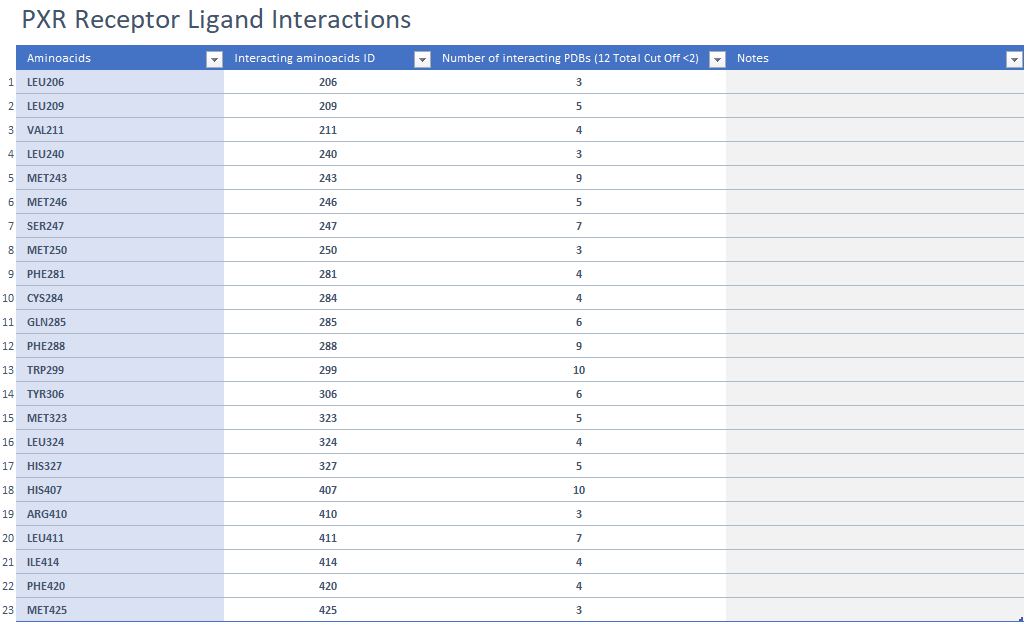 PXR Receptor Ligand Interactions
Aminoacids Interacting aminoacids ID Number of interacting PDBs (12 Total Cut Off <2) Notes
1 LEU206 206 3
2 LEU209 209 5
3 VAL211 211 4
4 LEU240 240 3
5 MET243 243 9
6 MET246 246 5
7 SER247 247 7
8 MET250 250 3
9 PHE281 281 4
10 CYS284 284 4
11 GLN285 285 6
12 PHE288 288 9
13 TRP299 299 10
14 TYR306 306 6
15 MET323 323 5
16 LEU324 324 4
17 HIS327 327 5
18 HIS407 407 10
19 ARG410 410 3
20 LEU411 411 7
21 ILE414 414 4
22 PHE420 420 4
23 MET425 425 3